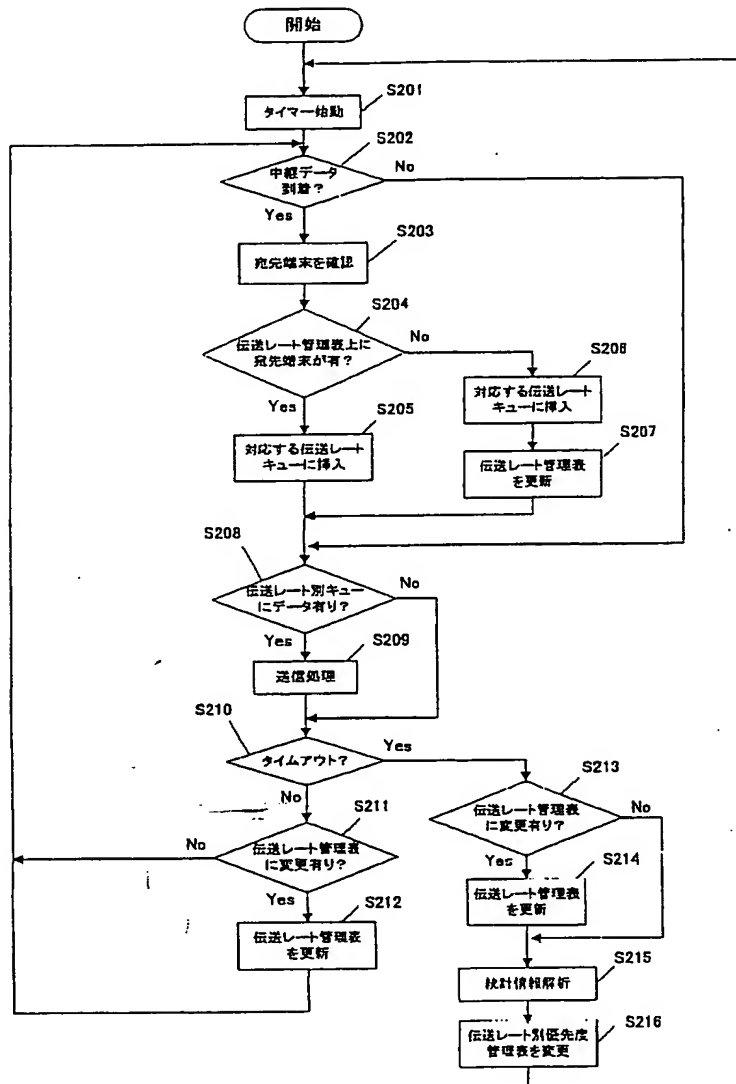 開始
S201
タイマー始動
S202
中継データ
到着?
No
Yes
S203
宛先端末を確認
S204
伝送レート管理表上に
宛先端末が有?
No
Yes
S205
対応する伝送レート
キューに挿入
S206
対応する伝送レート
キューに挿入
S207
伝送レート管理表
を更新
S208
伝送レート別キュー
にデータ有り?
No
Yes
S209
送信処理
S210
タイムアウト?
Yes
No
S211
伝送レート管理表
に変更有り?
No
Yes
S212
伝送レート管理表
を更新
S213
伝送レート管理表
に変更有り?
No
Yes
S214
伝送レート管理表
を更新
S215
統計情報解析
S216
伝送レート別優先度
管理表を変更